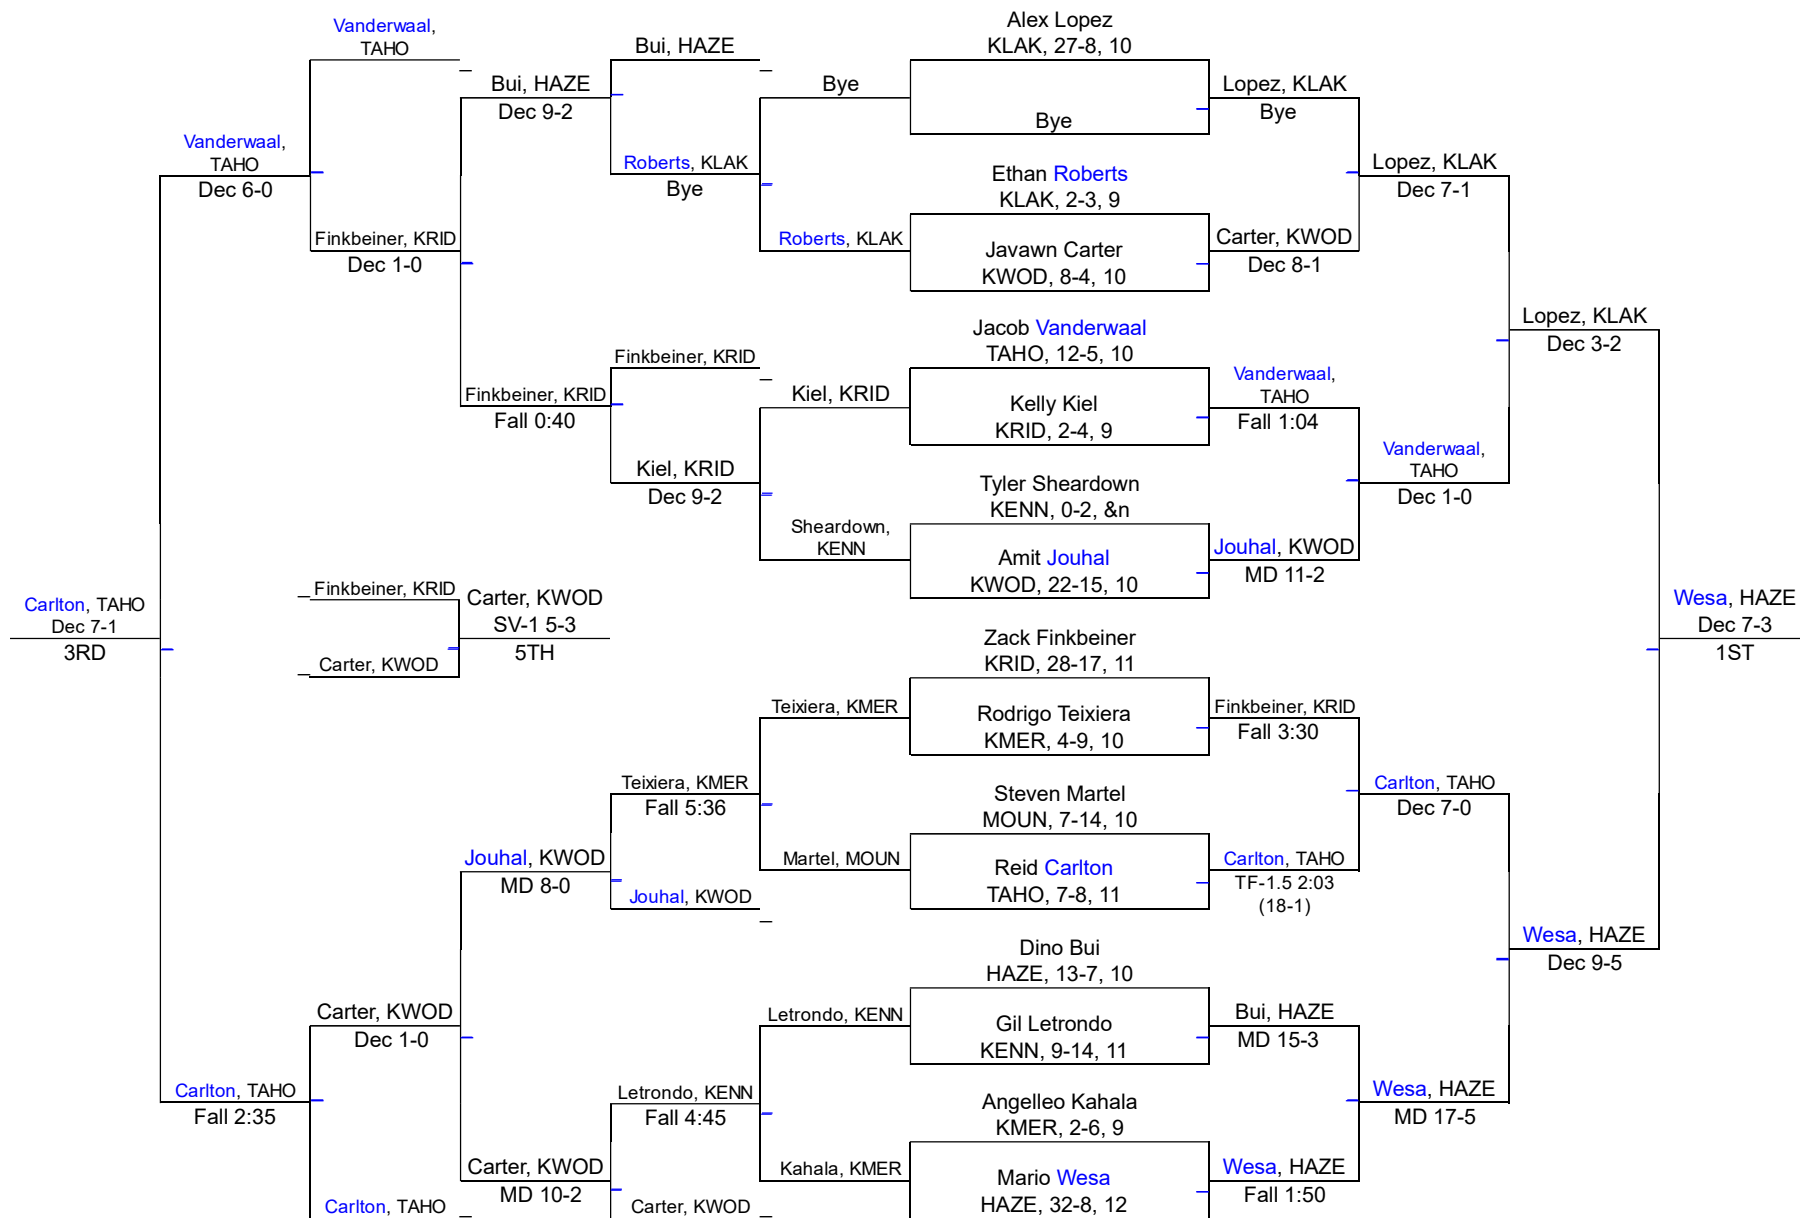 Vanderwaal,
TAHO
Vanderwaal,
TAHO
Dec 6-0
Finkbeiner, KRID
Dec 1-0
Carlton, TAHO
Dec 7-1
3RD
Finkbeiner, KRID
Carter, KWOD
Carter, KWOD
SV-1 5-3
5TH
Carter, KWOD
Dec 1-0
Carlton, TAHO
Fall 2:35
Carlton, TAHO
Bui, HAZE
Dec 9-2
Finkbeiner, KRID
Fall 0:40
Jouhal, KWOD
MD 8-0
Carter, KWOD
MD 10-2
Bui, HAZE
Roberts, KLAK
Bye
Finkbeiner, KRID
Kiel, KRID
Dec 9-2
Teixiera, KMER
Fall 5:36
Jouhal, KWOD
Letrondo, KENN
Fall 4:45
Carter, KWOD
Bye
Roberts, KLAK
Kiel, KRID
Sheardown,
KENN
Teixiera, KMER
Martel, MOUN
Letrondo, KENN
Kahala, KMER
Alex Lopez
KLAK, 27-8, 10
Bye
Ethan Roberts
KLAK, 2-3, 9
Javawn Carter
KWOD, 8-4, 10
Jacob Vanderwaal
TAHO, 12-5, 10
Kelly Kiel
KRID, 2-4, 9
Tyler Sheardown
KENN, 0-2, &n
Amit Jouhal
KWOD, 22-15, 10
Zack Finkbeiner
KRID, 28-17, 11
Rodrigo Teixiera
KMER, 4-9, 10
Steven Martel
MOUN, 7-14, 10
Reid Carlton
TAHO, 7-8, 11
Dino Bui
HAZE, 13-7, 10
Gil Letrondo
KENN, 9-14, 11
Angelleo Kahala
KMER, 2-6, 9
Mario Wesa
HAZE, 32-8, 12
Lopez, KLAK
Bye
Carter, KWOD
Dec 8-1
Vanderwaal,
TAHO
Fall 1:04
Jouhal, KWOD
MD 11-2
Finkbeiner, KRID
Fall 3:30
Carlton, TAHO
TF-1.5 2:03
(18-1)
Bui, HAZE
MD 15-3
Wesa, HAZE
Fall 1:50
Lopez, KLAK
Dec 7-1
Vanderwaal,
TAHO
Dec 1-0
Carlton, TAHO
Dec 7-0
Wesa, HAZE
MD 17-5
Lopez, KLAK
Dec 3-2
Wesa, HAZE
Dec 9-5
Wesa, HAZE
Dec 7-3
1ST